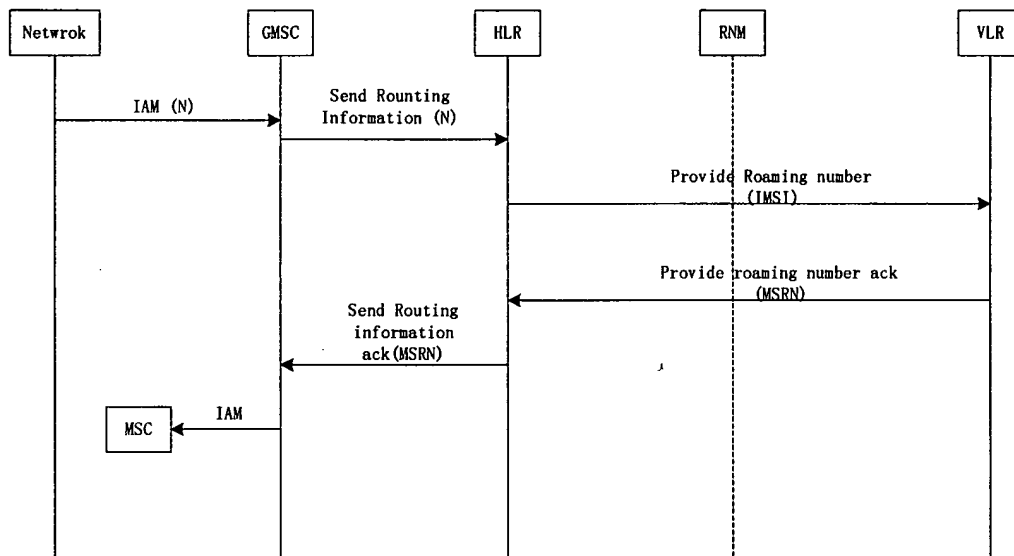 Netwrok
GMSC
HLR
RNM
VLR
IAM (N)
Send Rounting
Information (N)
Provide Roaming number
(IMSI)
Provide roaming number ack
(MSRN)
Send Routing
information
ack(MSRN)
IAM
MSC